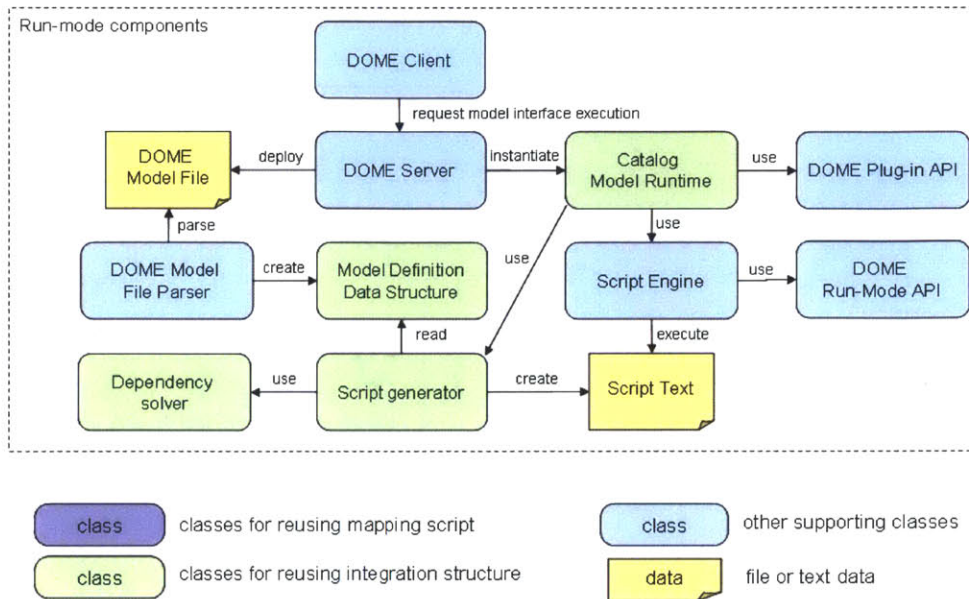 Run-mode components
DOME Client
request model interface execution
DOME
Model File
deploy
DOME Server
instantiate
Catalog
Model Runtime
use
DOME Plug-in API
parse
use
use
DOME Model
File Parser
create
Model Definition
Data Structure
Script Engine
use
DOME
Run-Mode API
read
execute
Dependency
solver
use
Script generator
create
Script Text
class
classes for reusing mapping script
class
other supporting classes
class
classes for reusing integration structure
data
file or text data